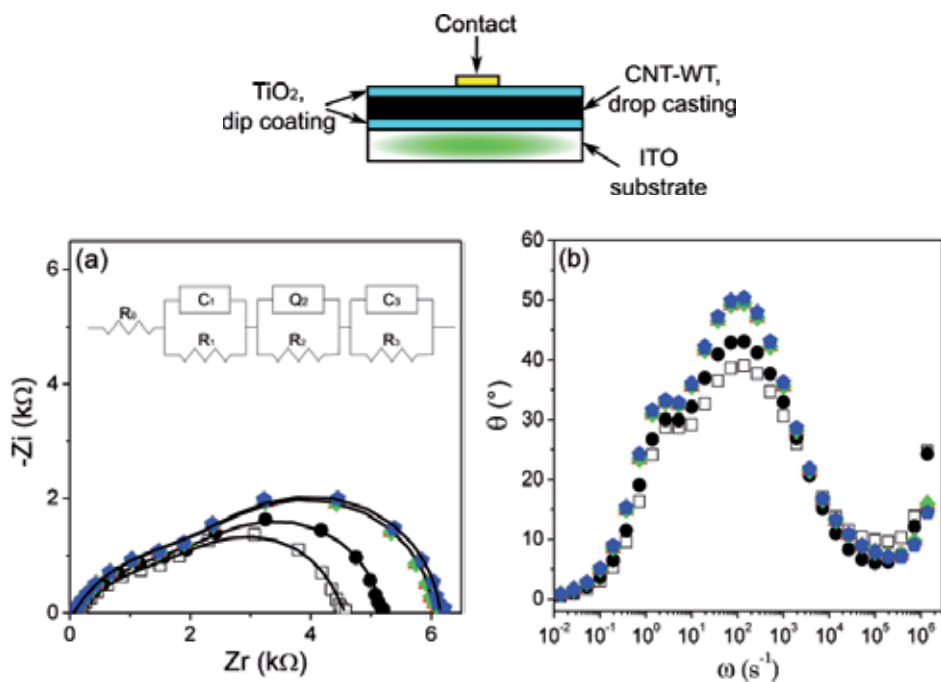 Contact
TiO₂,
dip coating
CNT-WT,
drop casting
ITO
substrate
(a)
6
4
2
0
-Zi (kΩ)
R₀
C₁
R₁
Q₂
R₂
C₃
R₃
0 2 4 6
Zr (kΩ)
(b)
60
50
40
30
20
10
0
θ (°)
10⁻² 10⁻¹ 10⁰ 10¹ 10² 10³ 10⁴ 10⁵ 10⁶
ω (s⁻¹)